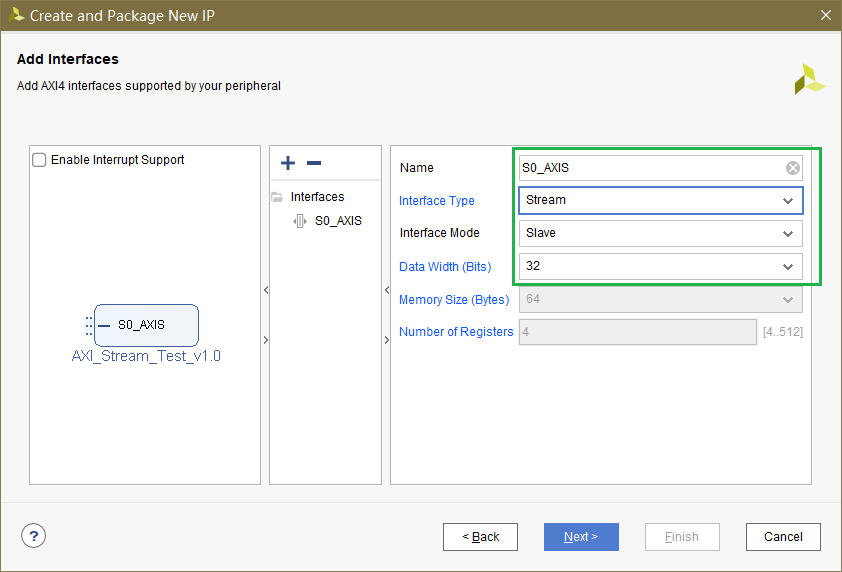 Create and Package New IP
Add Interfaces
Add AXI4 interfaces supported by your peripheral
Enable Interrupt Support
S0_AXIS
AXI_Stream_Test_v1.0
Interfaces
S0_AXIS
Name S0_AXIS
Interface Type Stream
Interface Mode Slave
Data Width (Bits) 32
Memory Size (Bytes) 64
Number of Registers 4 [4..512]
? < Back Next > Finish Cancel